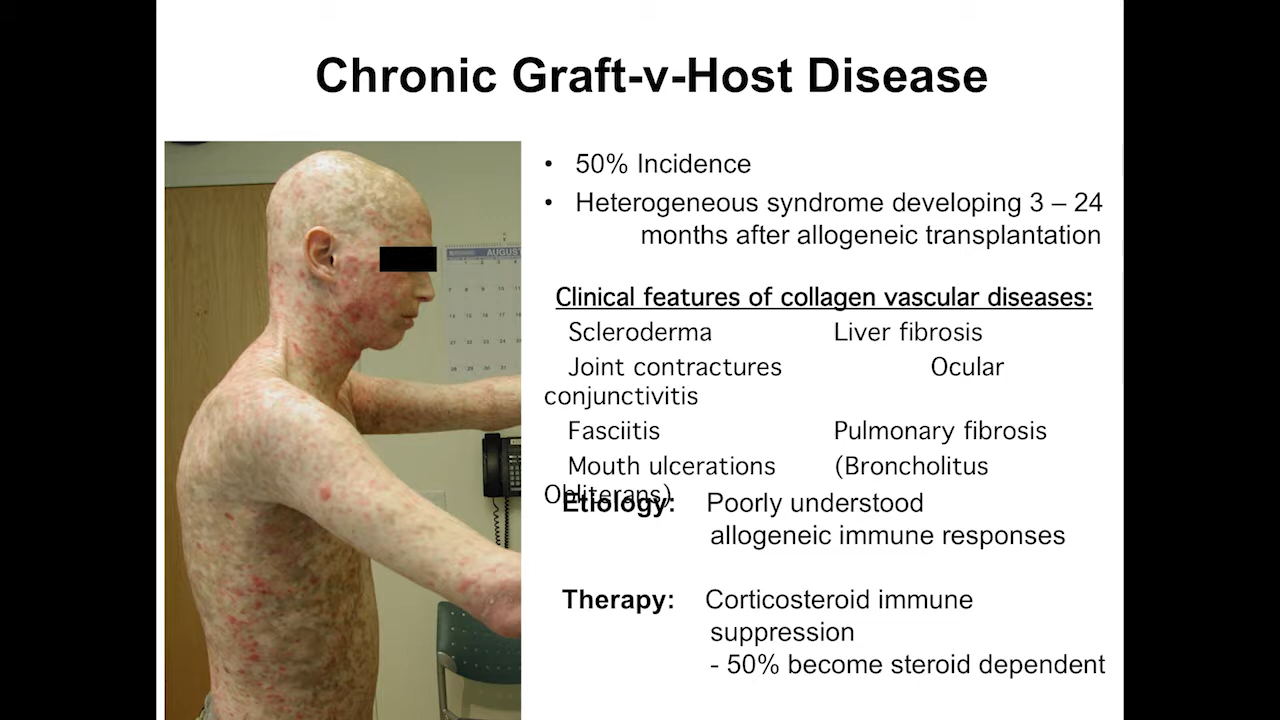 Chronic Graft-v-Host Disease
• 50% Incidence
• Heterogeneous syndrome developing 3 – 24
months after allogeneic transplantation
AUGUST
Clinical features of collagen vascular diseases:
Scleroderma Liver fibrosis
Joint contractures Ocular
conjunctivitis
Fasciitis Pulmonary fibrosis
Mouth ulcerations (Broncholitus
Obliterans)
Etiology: Poorly understood
allogeneic immune responses
Therapy: Corticosteroid immune
suppression
- 50% become steroid dependent